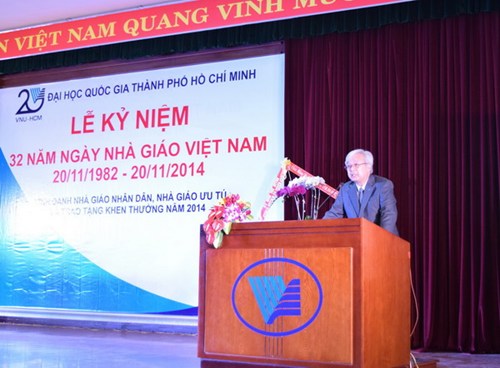 VIỆT NAM QUANG VINH
20
VNU-HCM
ĐẠI HỌC QUỐC GIA THÀNH PHỐ HỒ CHÍ MINH
LỄ KỶ NIỆM
32 NĂM NGÀY NHÀ GIÁO VIỆT NAM
20/11/1982 - 20/11/2014
DANH NHÀ GIÁO NHÂN DÂN, NHÀ GIÁO ƯU TÚ
TẶNG KHEN THƯỞNG NĂM 2014